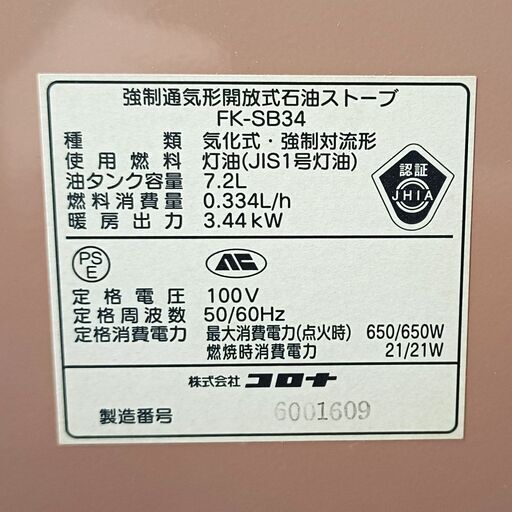 強制通気形開放式石油ストーブ
FK-SB34
種類 気化式・強制対流形
使用燃料 灯油(JIS1号灯油)
油タンク容量 7.2L
燃料消費量 0.334L/h
暖房出力 3.44kW
認証
JHIA
PS
E
定格電圧 100V
定格周波数 50/60Hz
定格消費電力 最大消費電力(点火時) 650/650W
燃焼時消費電力 21/21W
株式会社 コロナ
製造番号 6001609